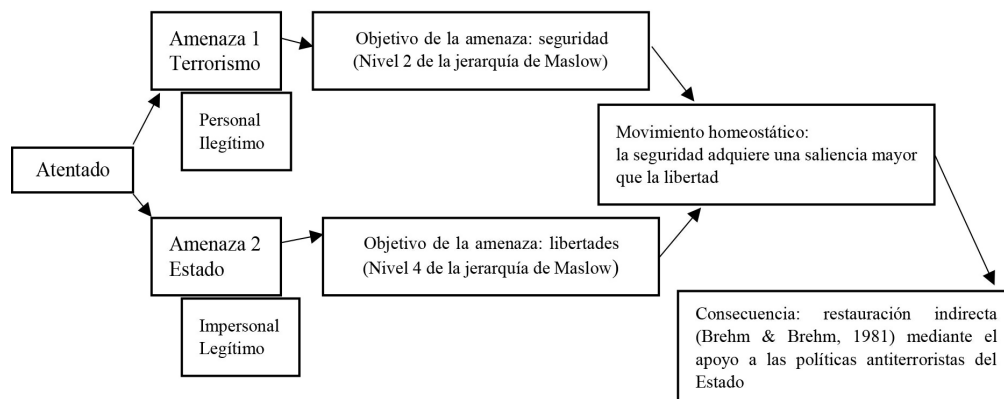 Amenaza 1
Terrorismo
Objetivo de la amenaza: seguridad
(Nivel 2 de la jerarquía de Maslow)
Personal
Ilegítimo
Movimiento homeostático:
la seguridad adquiere una saliencia mayor
que la libertad
Atentado
Amenaza 2
Estado
Objetivo de la amenaza: libertades
(Nivel 4 de la jerarquía de Maslow)
Impersonal
Legítimo
Consecuencia: restauración indirecta
(Brehm & Brehm, 1981) mediante el
apoyo a las políticas antiterroristas del
Estado